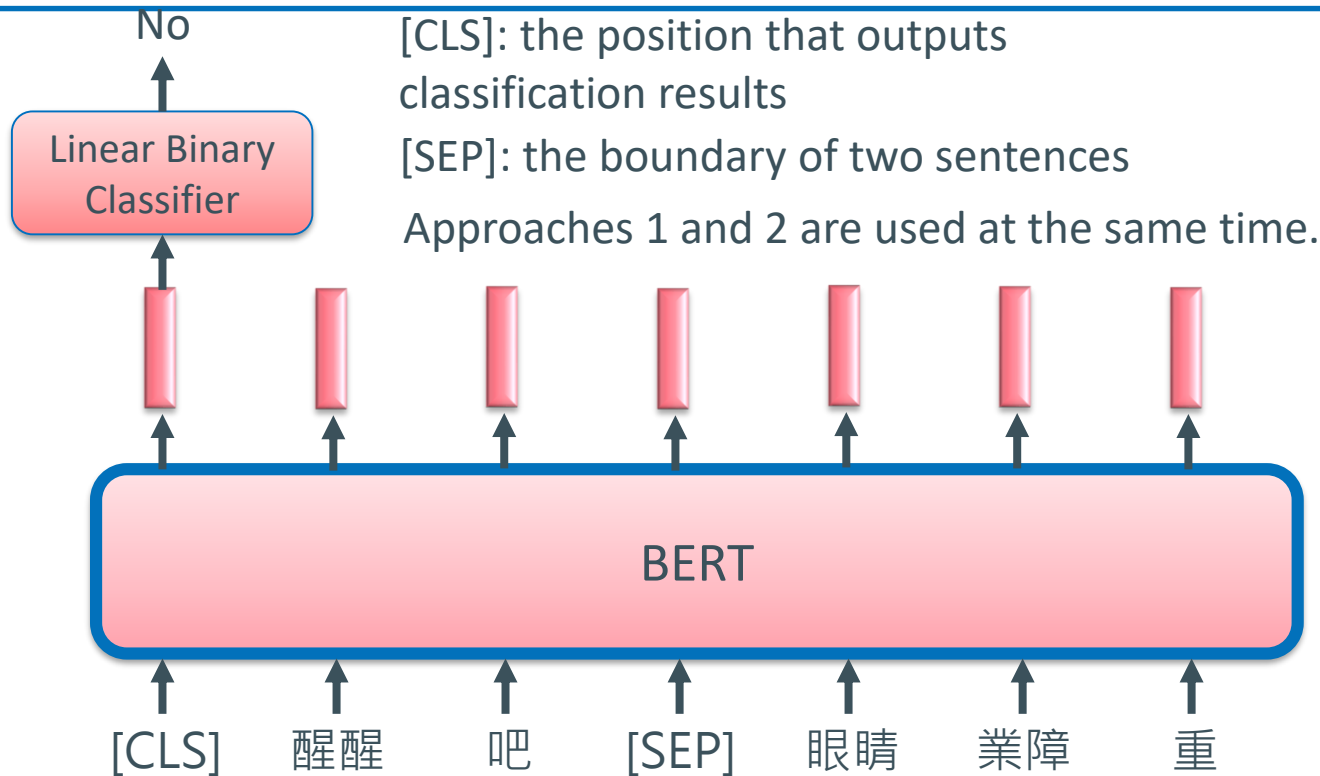 No
[CLS]: the position that outputs
classification results
[SEP]: the boundary of two sentences
Approaches 1 and 2 are used at the same time.
Linear Binary
Classifier
BERT
[CLS] 醒醒 吧 [SEP] 眼睛 業障 重